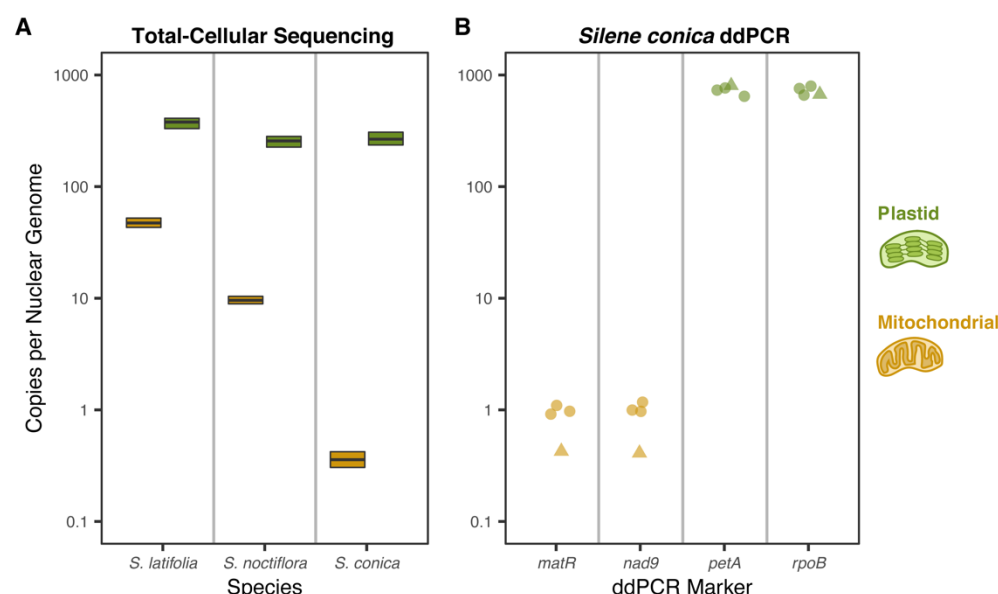 A
Total-Cellular Sequencing
Copies per Nuclear Genome
1000
100
10
1
0.1
S. latifolia
S. noctiflora
S. conica
Species
B
Silene conica ddPCR
1000
100
10
1
0.1
matR
nad9
petA
rpoB
ddPCR Marker
Plastid
Mitochondrial